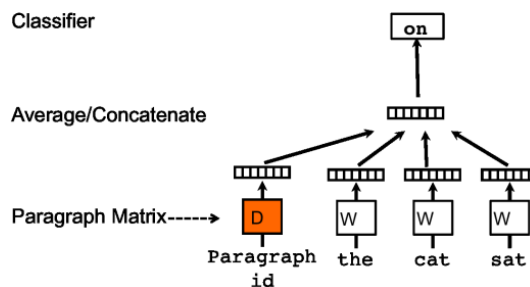 Classifier
on
Average/Concatenate
Paragraph Matrix
D
W
W
W
Paragraph
id
the
cat
sat